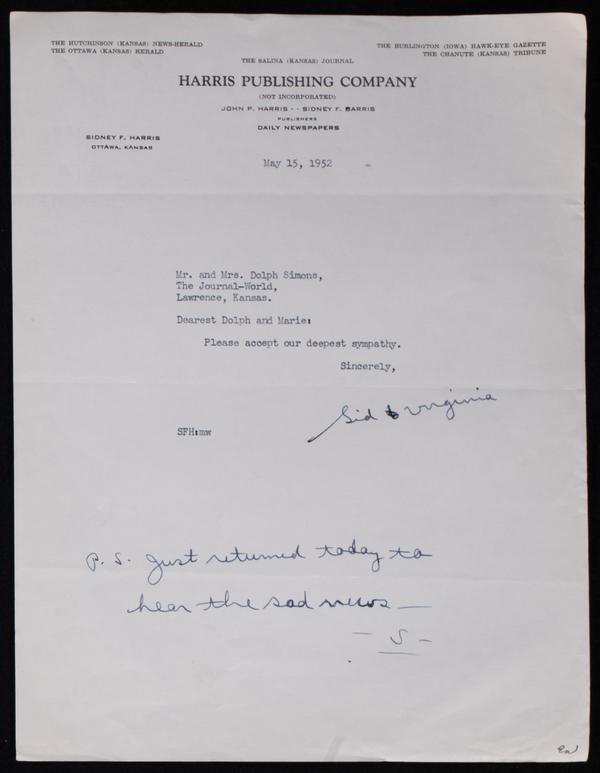 THE HUTCHINSON (KANSAS) NEWS-HERALD
THE OTTAWA (KANSAS) HERALD
THE BURLINGTON (IOWA) HAWK-EYE GAZETTE
THE CHANUTE (KANSAS) TRIBUNE
THE SALINA (KANSAS) JOURNAL
HARRIS PUBLISHING COMPANY
(NOT INCORPORATED)
JOHN P. HARRIS - - SIDNEY F. HARRIS
PUBLISHERS
DAILY NEWSPAPERS
SIDNEY F. HARRIS
OTTAWA, KANSAS
May 15, 1952
Mr. and Mrs. Dolph Simons,
The Journal-World,
Lawrence, Kansas.
Dearest Dolph and Marie:
Please accept our deepest sympathy.
Sincerely,
Sid & Virginia
SFH:mw
P. S. Just returned today to
hear the sad news —
- S -